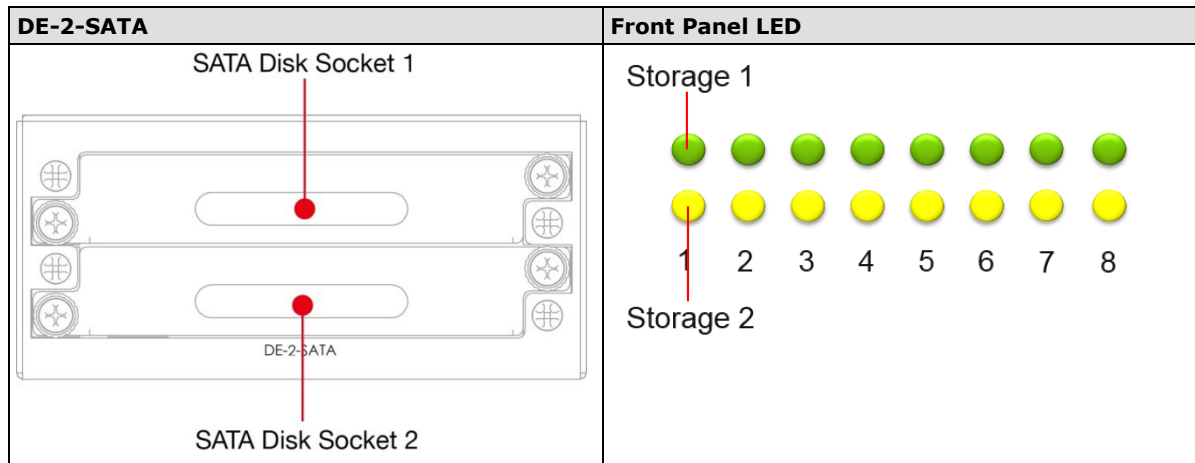 DE-2-SATA
Front Panel LED
SATA Disk Socket 1
DE-2-SATA
SATA Disk Socket 2
Storage 1
1 2 3 4 5 6 7 8
Storage 2